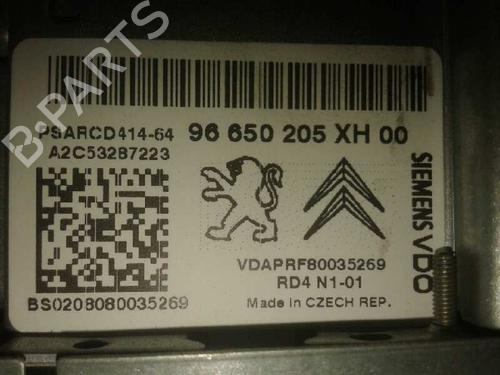 B-PARTS
PSARCD414-64
96 650 205 XH 00
A2C53287223
SIEMENS VDO
VDAPRF80035269
RD4 N1-01
BS0208080035269
Made in CZECH REP.